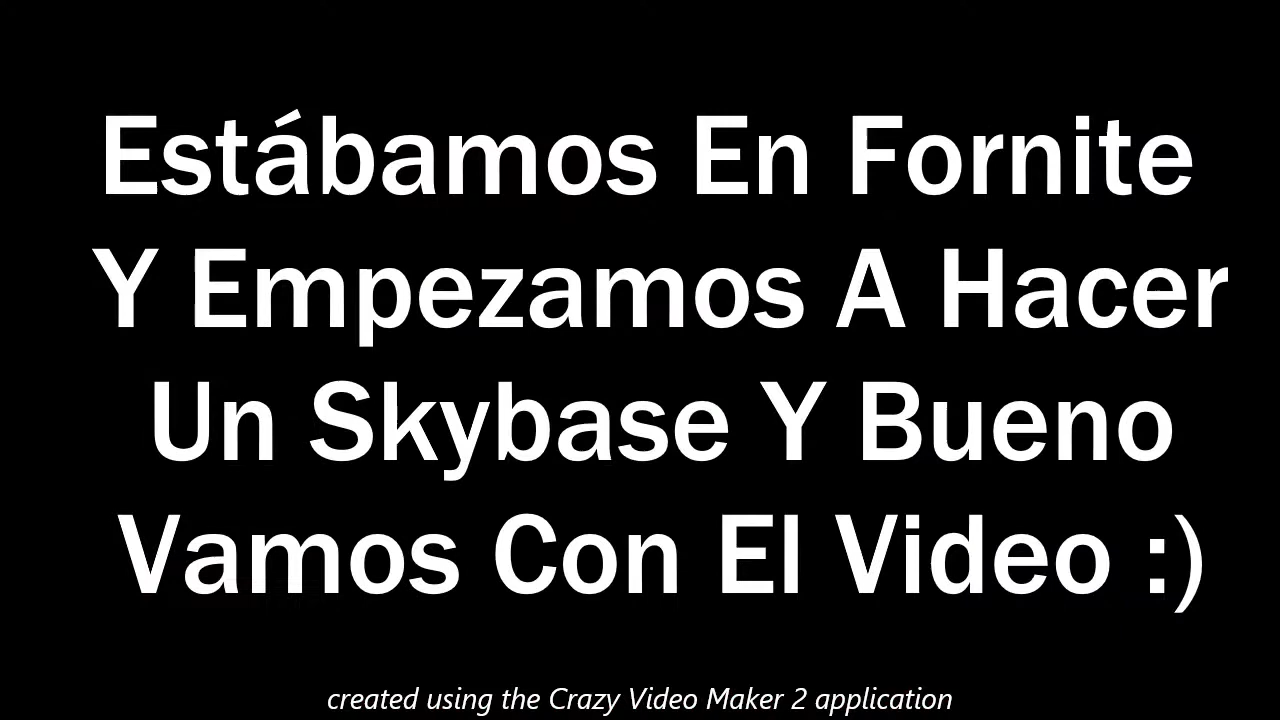 Estábamos En Fornite
Y Empezamos A Hacer
Un Skybase Y Bueno
Vamos Con El Video :)
created using the Crazy Video Maker 2 application